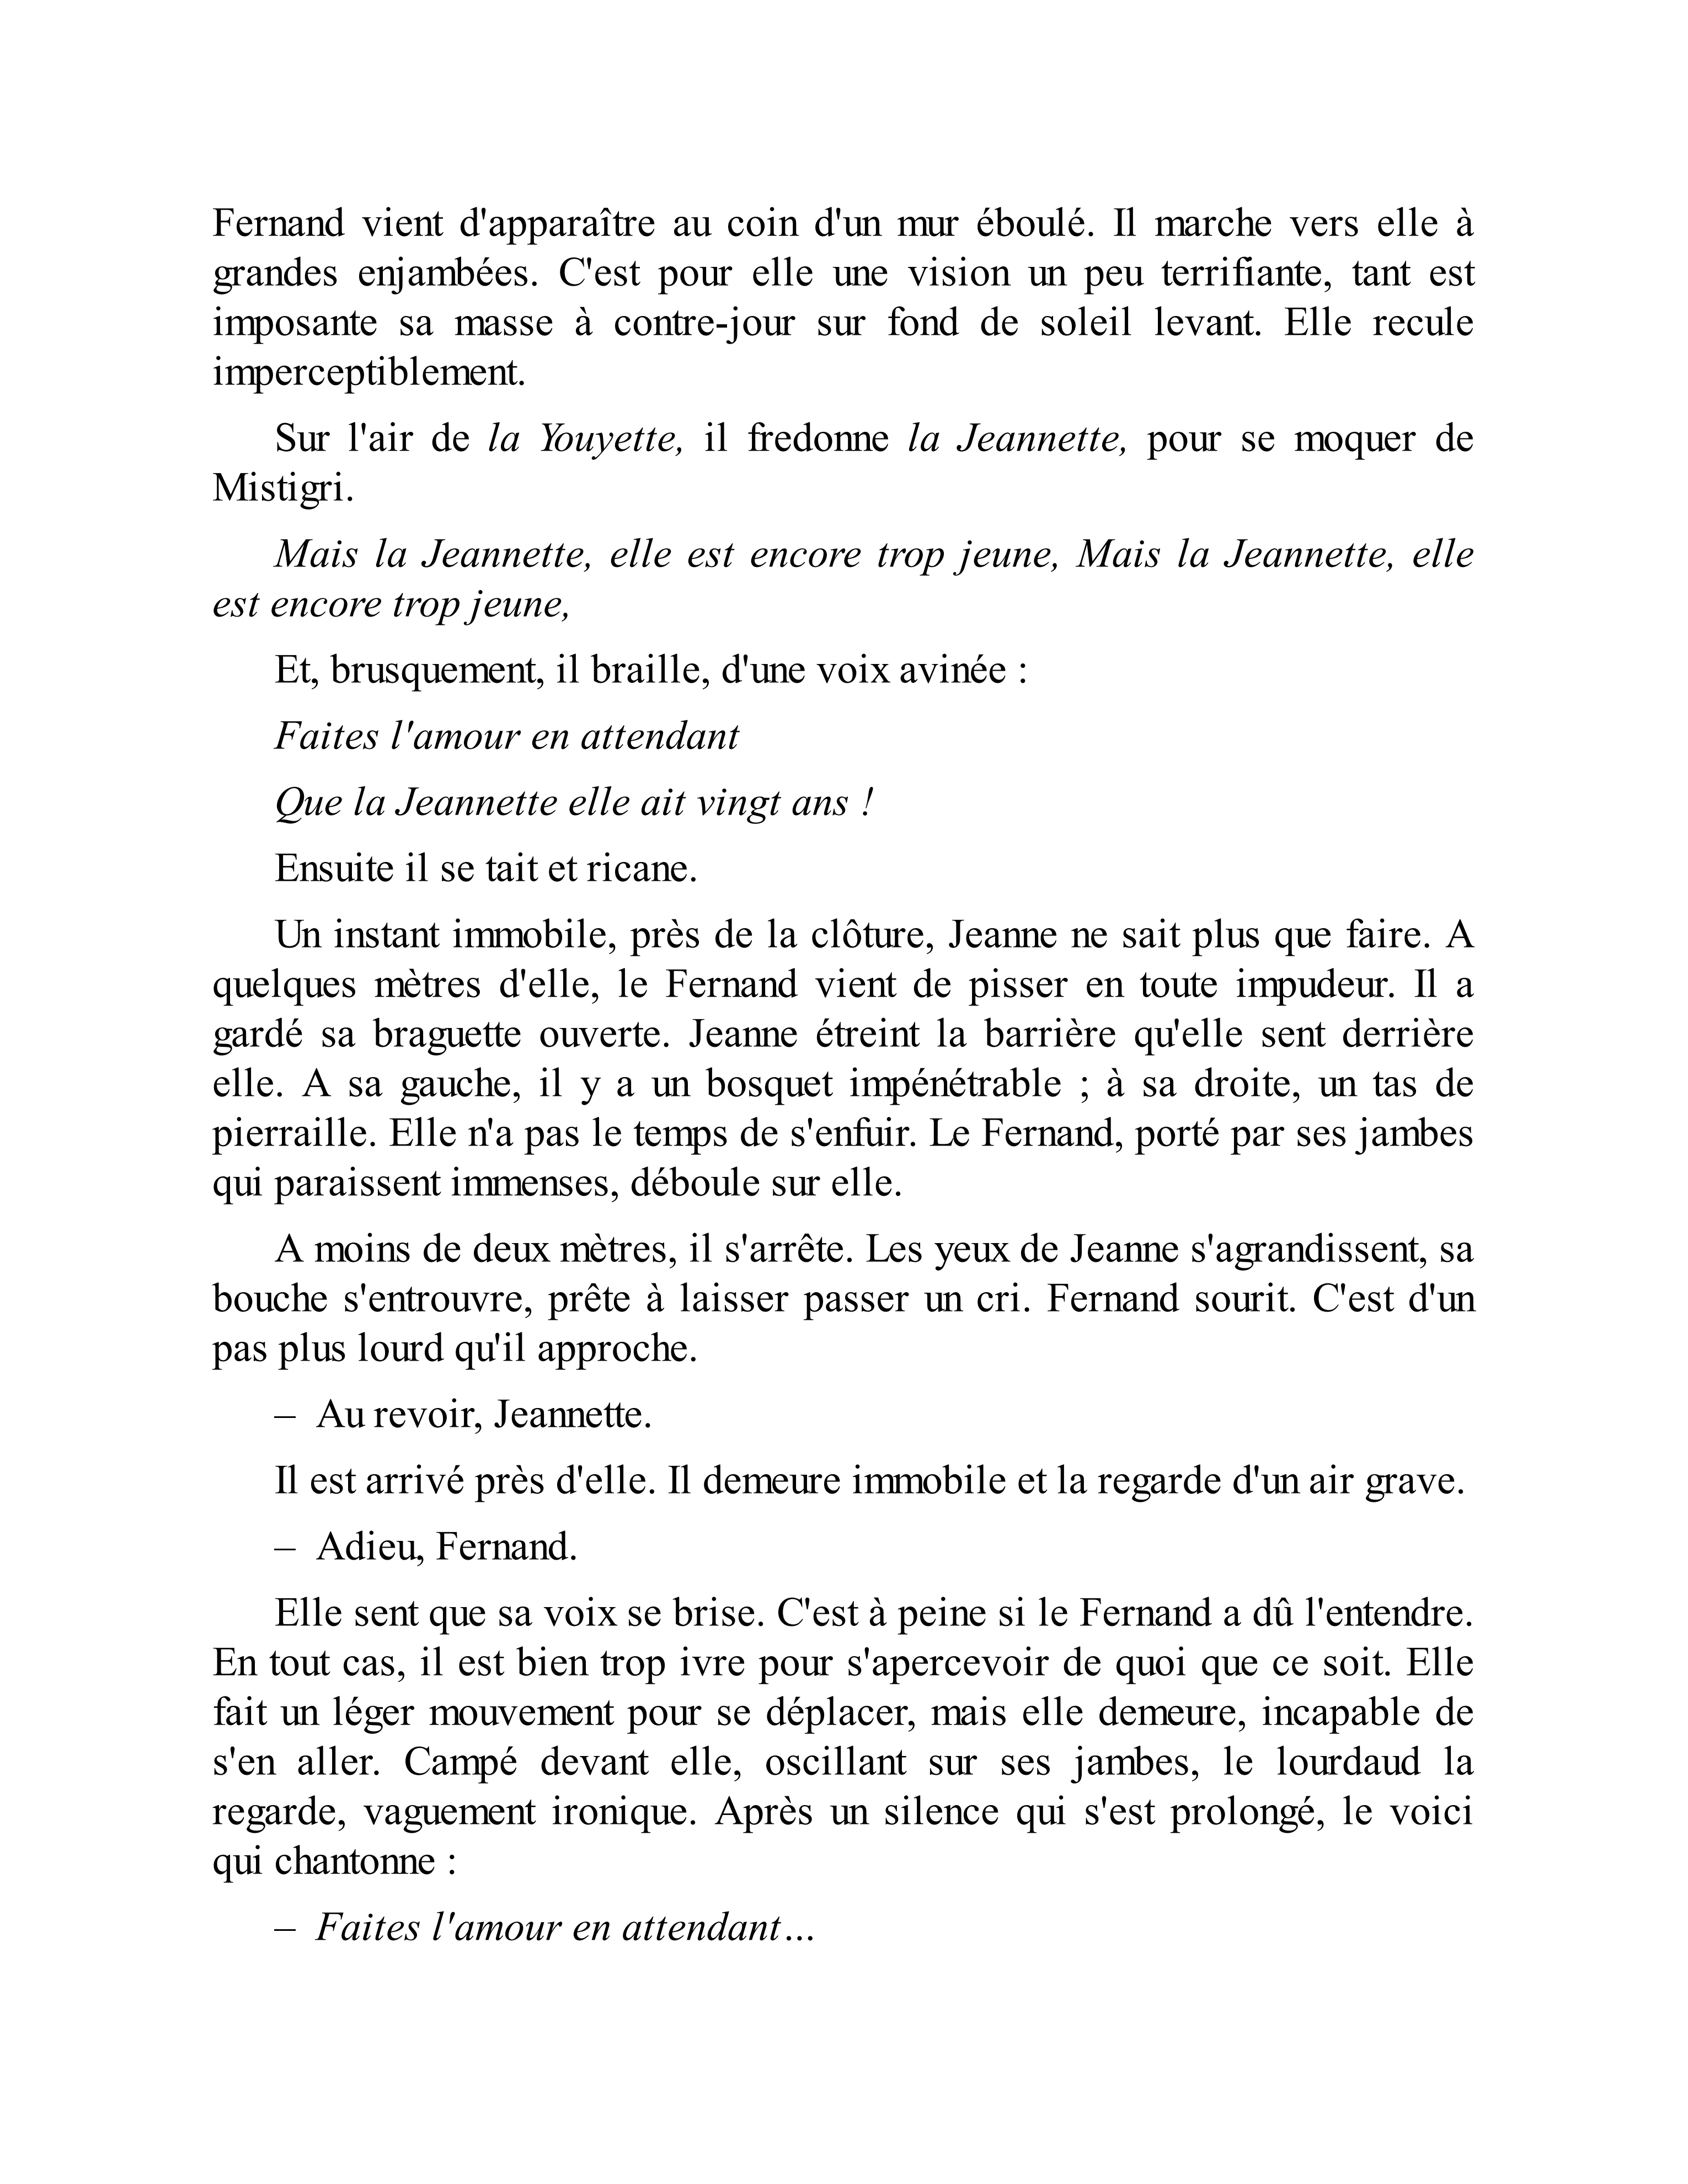 Fernand vient d'apparaître au coin d'un mur éboulé. Il marche vers elle à
grandes enjambées. C'est pour elle une vision un peu terrifiante, tant est
imposante sa masse à contre-jour sur fond de soleil levant. Elle recule
imperceptiblement.
Sur l'air de la Youyette, il fredonne la Jeannette, pour se moquer de
Mistigri.
Mais la Jeannette, elle est encore trop jeune, Mais la Jeannette, elle
est encore trop jeune,
Et, brusquement, il braille, d'une voix avinée :
Faites l'amour en attendant
Que la Jeannette elle ait vingt ans !
Ensuite il se tait et ricane.
Un instant immobile, près de la clôture, Jeanne ne sait plus que faire. A
quelques mètres d'elle, le Fernand vient de pisser en toute impudeur. Il a
gardé sa braguette ouverte. Jeanne étreint la barrière qu'elle sent derrière
elle. A sa gauche, il y a un bosquet impénétrable ; à sa droite, un tas de
pierraille. Elle n'a pas le temps de s'enfuir. Le Fernand, porté par ses jambes
qui paraissent immenses, déboule sur elle.
A moins de deux mètres, il s'arrête. Les yeux de Jeanne s'agrandissent, sa
bouche s'entrouvre, prête à laisser passer un cri. Fernand sourit. C'est d'un
pas plus lourd qu'il approche.
– Au revoir, Jeannette.
Il est arrivé près d'elle. Il demeure immobile et la regarde d'un air grave.
– Adieu, Fernand.
Elle sent que sa voix se brise. C'est à peine si le Fernand a dû l'entendre.
En tout cas, il est bien trop ivre pour s'apercevoir de quoi que ce soit. Elle
fait un léger mouvement pour se déplacer, mais elle demeure, incapable de
s'en aller. Campé devant elle, oscillant sur ses jambes, le lourdaud la
regarde, vaguement ironique. Après un silence qui s'est prolongé, le voici
qui chantonne :
– Faites l'amour en attendant…